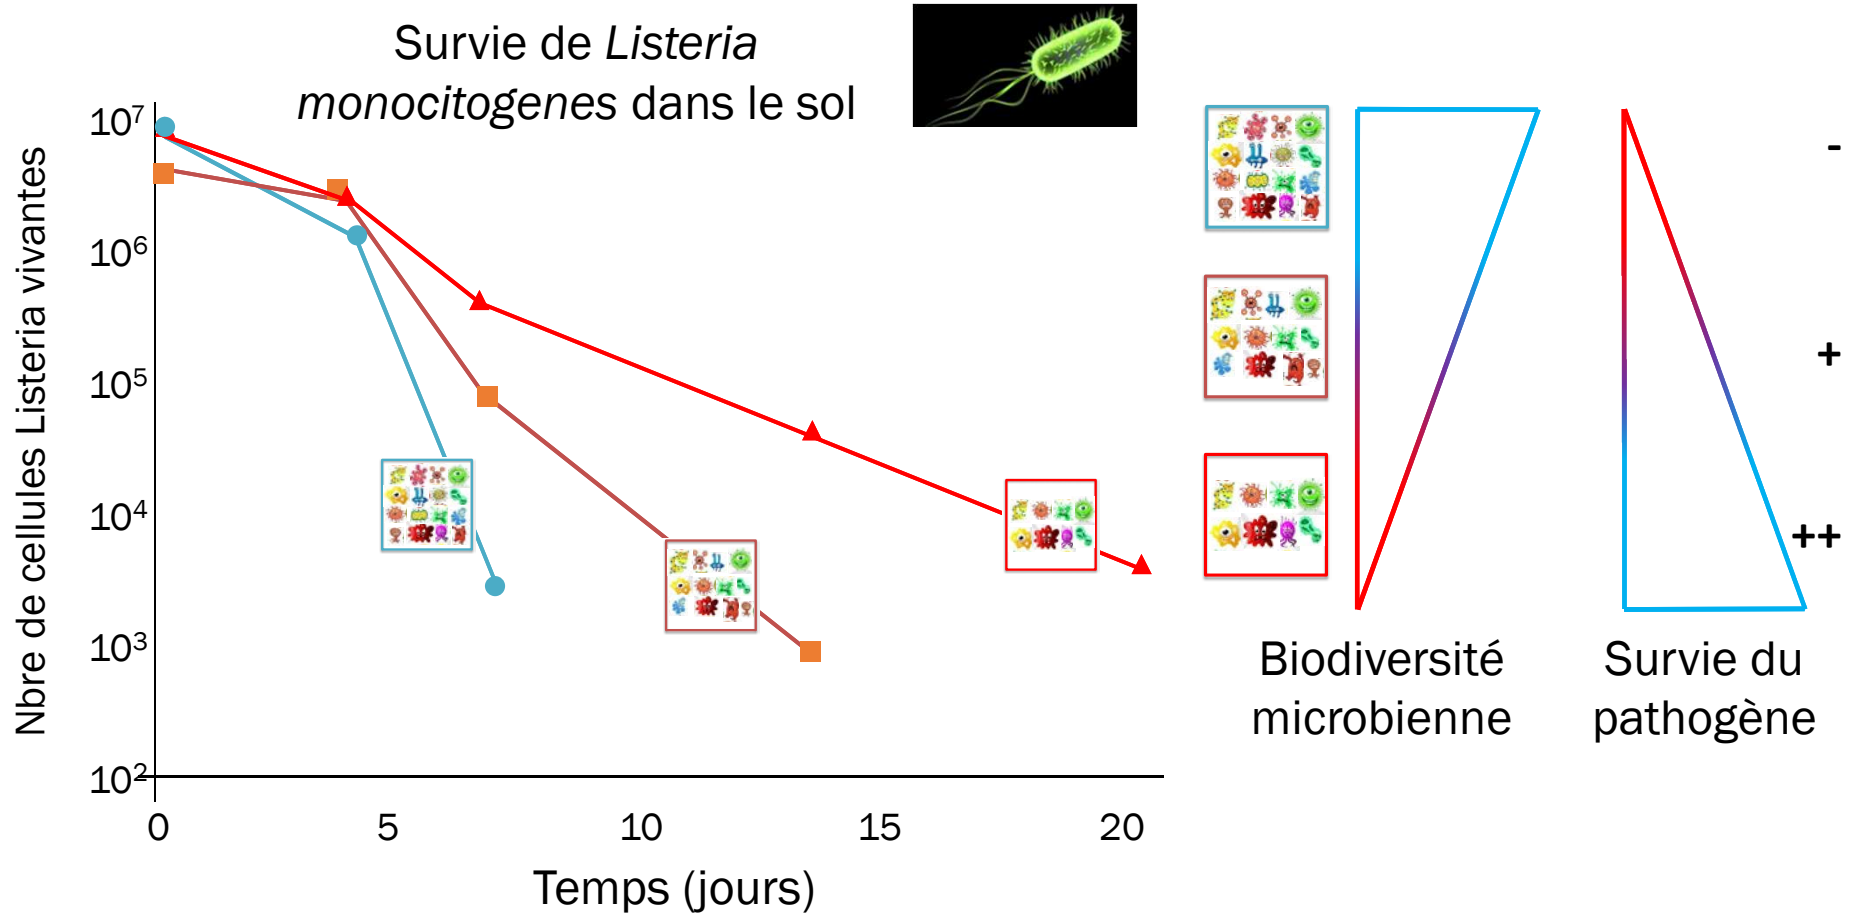 Survie de Listeria
monocitogenes dans le sol
Nbre de cellules Listeria vivantes
10⁷
10⁶
10⁵
10⁴
10³
10²
0 5 10 15 20
Temps (jours)
-
+
++
Biodiversité
microbienne
Survie du
pathogène